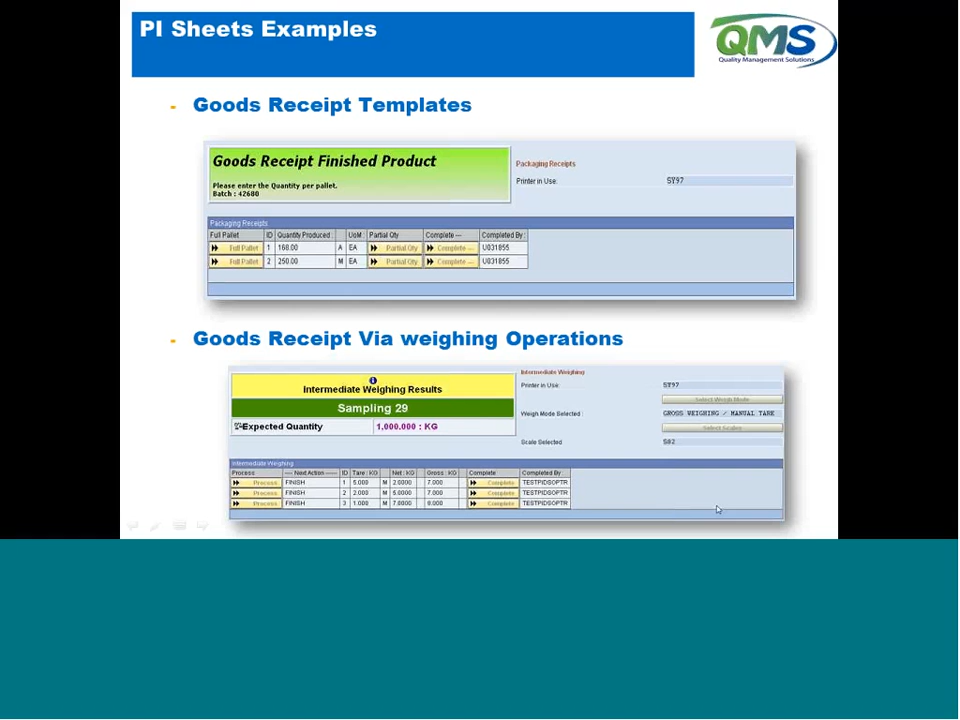 PI Sheets Examples
QMS
Quality Management Solutions
- Goods Receipt Templates
Goods Receipt Finished Product
Please enter the Quantity per pallet.
Batch : 42680
Packaging Receipts
Printer in Use: SY97
Packaging Receipts
Full Pallet ID Quantity Produced : UoM Partial Qty Complete --- Completed By :
Full Pallet 1 168.00 A EA Partial Qty Complete --- U031855
Full Pallet 2 250.00 M EA Partial Qty Complete --- U031855
- Goods Receipt Via weighing Operations
Intermediate Weighing Results
Sampling 29
Expected Quantity 1,000.000 : KG
Intermediate Weighing
Printer in Use: SY97
Select Weigh Mode
Weigh Mode Selected : GROSS WEIGHING / MANUAL TARE
Select Scales
Scale Selected S02
Intermediate Weighing
Process ---- Next Action ------ ID Tare : KG Net : KG Gross : KG Complete Completed By :
Process FINISH 1 5.000 M 2.0000 7.000 Complete TESTPIDSOPTR
Process FINISH 2 2.000 M 5.0000 7.000 Complete TESTPIDSOPTR
Process FINISH 3 1.000 M 7.0000 8.000 Complete TESTPIDSOPTR